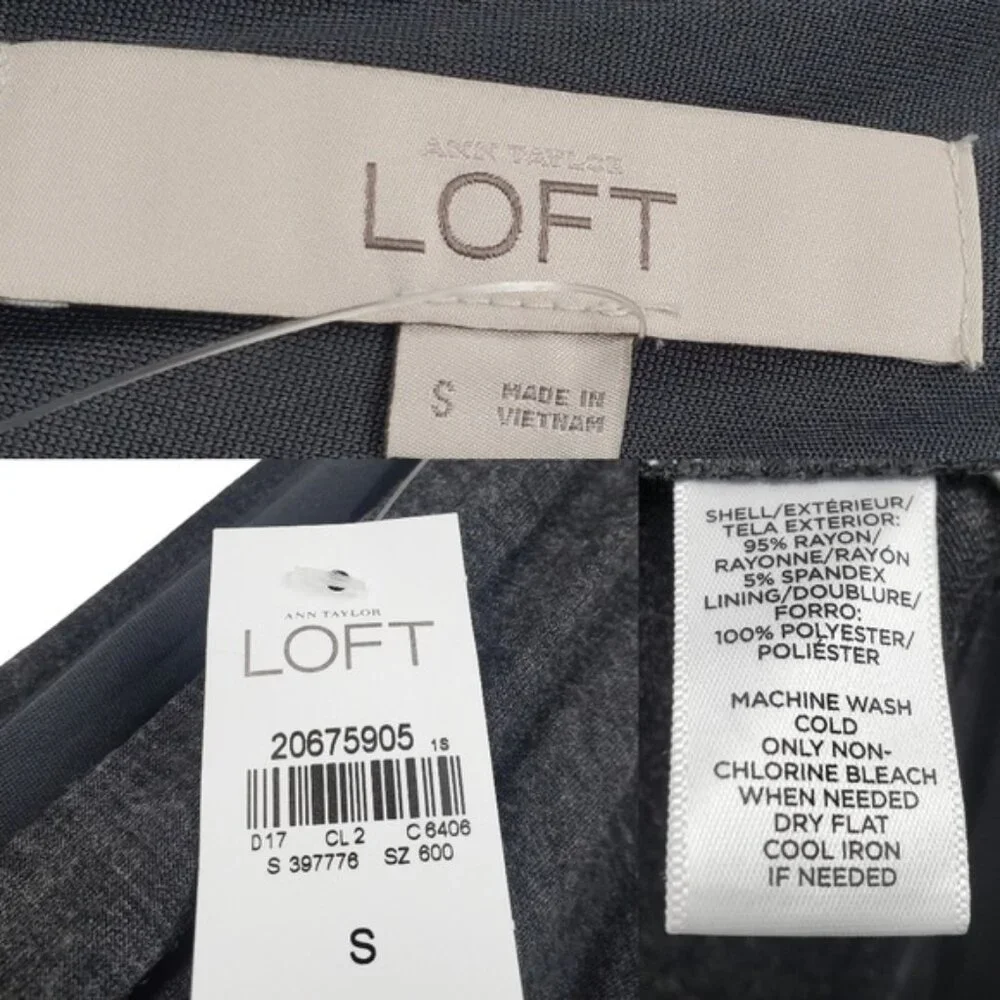 ANN TAYLOR
LOFT
S
MADE IN
VIETNAM
ANN TAYLOR
LOFT
20675905 1S
D17 CL 2 C 6406
S 397776 SZ 600
S
SHELL/EXTÉRIEUR/
TELA EXTERIOR:
95% RAYON/
RAYONNE/RAYÓN
5% SPANDEX
LINING/DOUBLURE/
FORRO:
100% POLYESTER/
POLIÉSTER
MACHINE WASH
COLD
ONLY NON-
CHLORINE BLEACH
WHEN NEEDED
DRY FLAT
COOL IRON
IF NEEDED